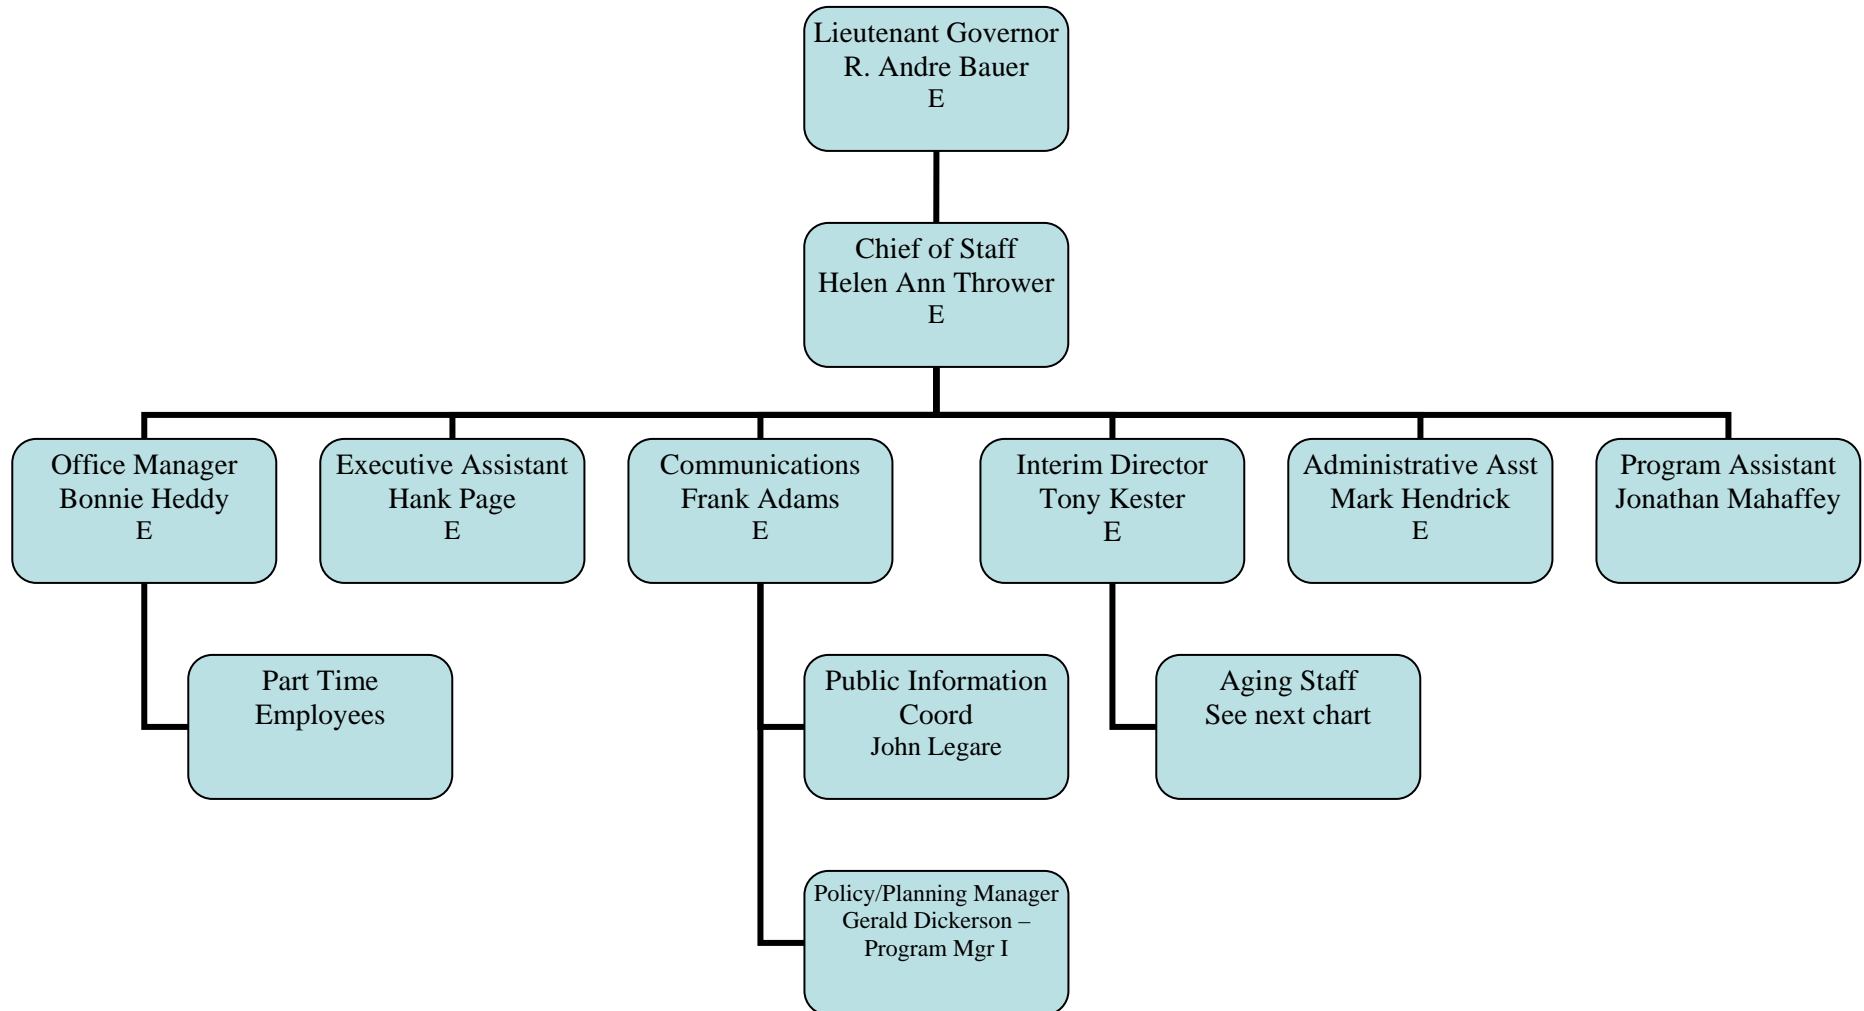 Lieutenant Governor
R. Andre Bauer
E
Chief of Staff
Helen Ann Thrower
E
Office Manager
Bonnie Heddy
E
Executive Assistant
Hank Page
E
Communications
Frank Adams
E
Interim Director
Tony Kester
E
Administrative Asst
Mark Hendrick
E
Program Assistant
Jonathan Mahaffey
Part Time
Employees
Public Information
Coord
John Legare
Aging Staff
See next chart
Policy/Planning Manager
Gerald Dickerson –
Program Mgr I